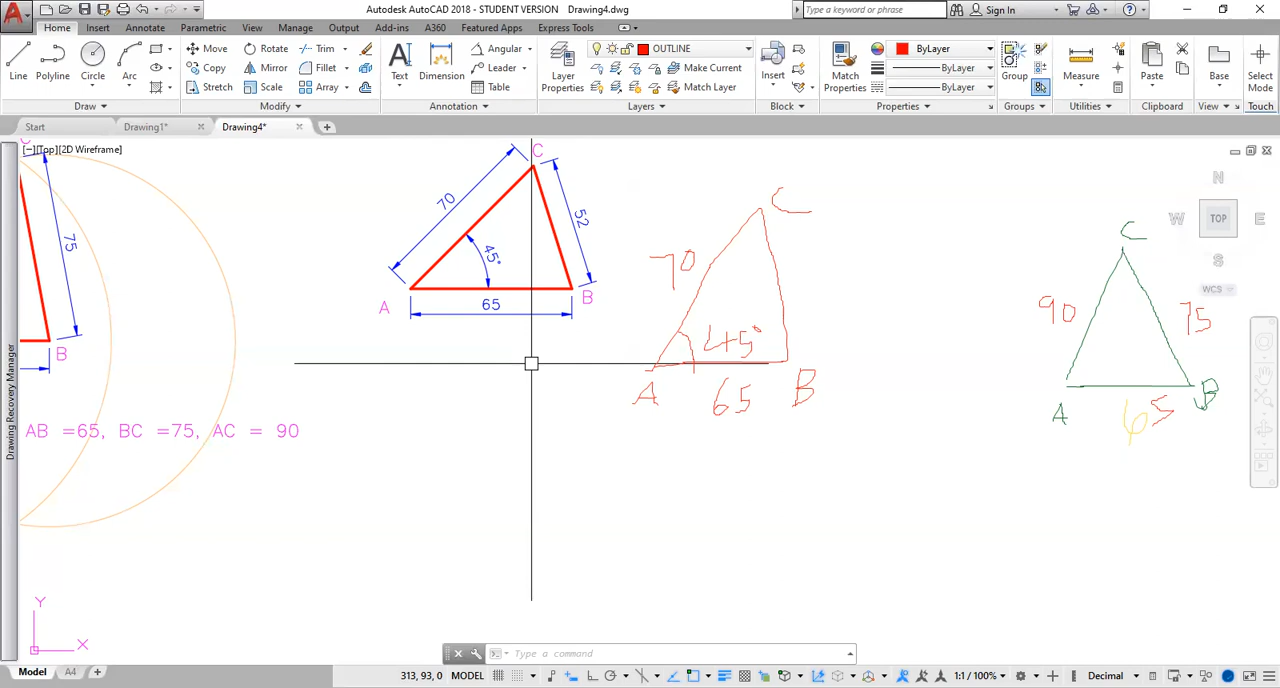 Autodesk AutoCAD 2018 - STUDENT VERSION Drawing4.dwg
Type a keyword or phrase
Sign In
Home Insert Annotate Parametric View Manage Output Add-ins A360 Featured Apps Express Tools
Line Polyline Circle Arc
Draw
Move Rotate Trim
Copy Mirror Fillet
Stretch Scale Array
Modify
Text Dimension
Angular
Leader
Table
Annotation
Layer Properties
OUTLINE
Make Current
Match Layer
Layers
Insert
Block
Match Properties
ByLayer
ByLayer
ByLayer
Properties
Group
Groups
Measure
Utilities
Paste
Clipboard
Base
View
Select Mode
Touch
Start Drawing1* Drawing4*
[−][Top][2D Wireframe]
Drawing Recovery Manager
75
B
AB =65, BC =75, AC = 90
C
70
52
45°
A
B
65
C
70
45°
A
65
B
C
90
75
A
65
B
N
W TOP E
S
WCS
Y
X
Type a command
Model A4
313, 93, 0 MODEL
1:1 / 100%
Decimal